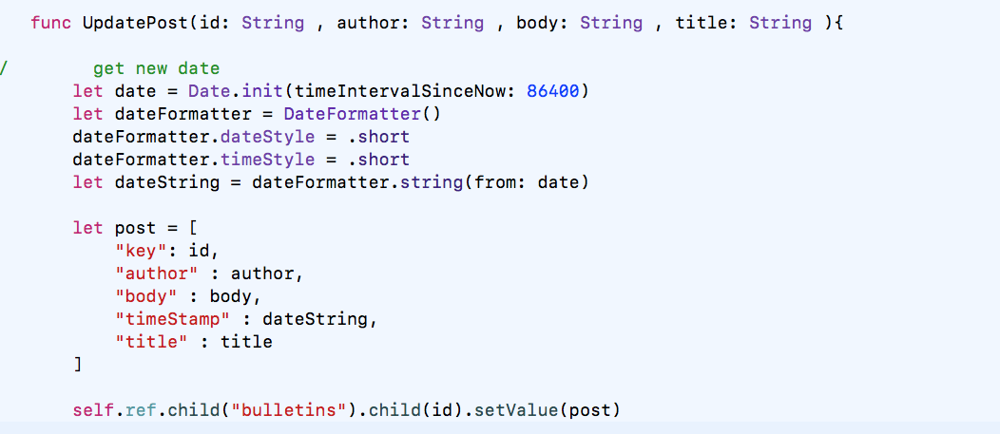 func UpdatePost(id: String , author: String , body: String , title: String ){
/ get new date
let date = Date.init(timeIntervalSinceNow: 86400)
let dateFormatter = DateFormatter()
dateFormatter.dateStyle = .short
dateFormatter.timeStyle = .short
let dateString = dateFormatter.string(from: date)
let post = [
"key": id,
"author" : author,
"body" : body,
"timeStamp" : dateString,
"title" : title
]
self.ref.child("bulletins").child(id).setValue(post)